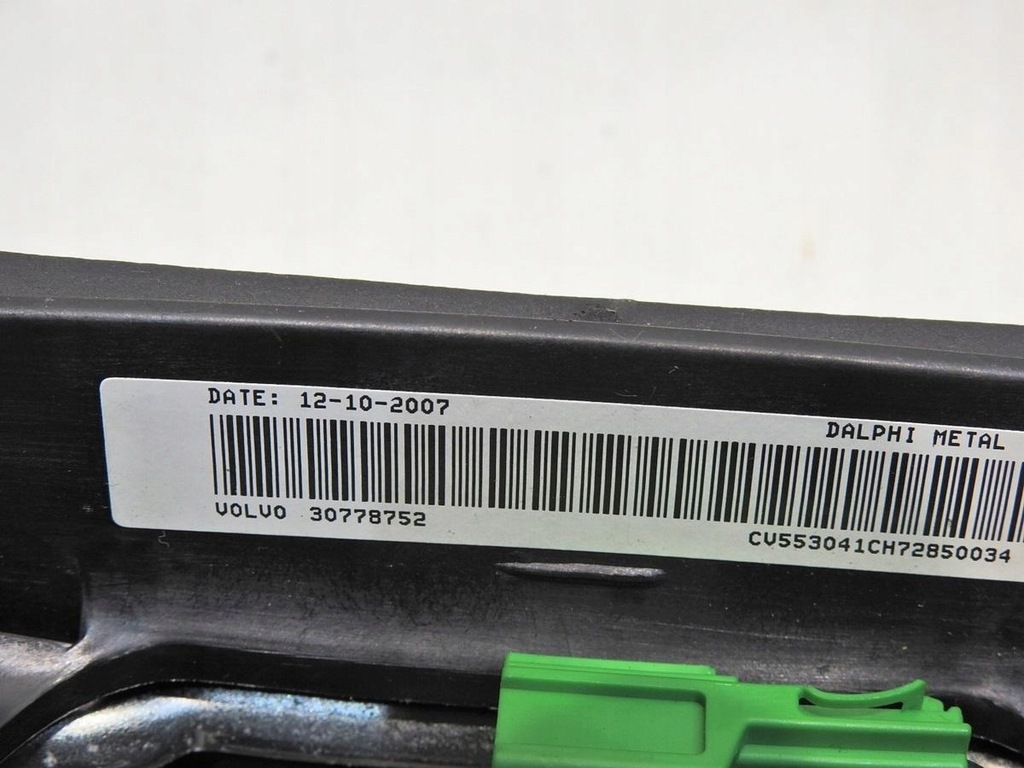 DATE: 12-10-2007
DALPHI METAL
VOLVO 30778752
CV553041CH72850034